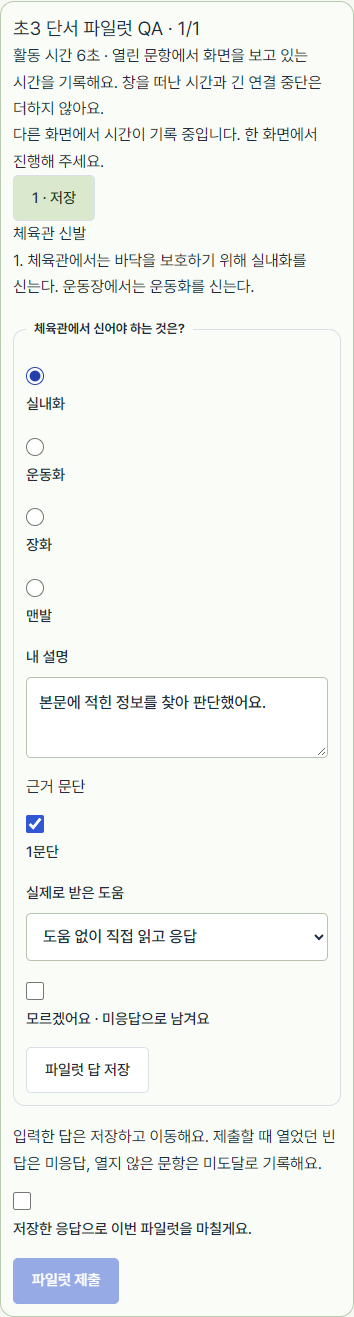 초3 단서 파일럿 QA · 1/1
활동 시간 6초 · 열린 문항에서 화면을 보고 있는
시간을 기록해요. 창을 떠난 시간과 긴 연결 중단은
더하지 않아요.
다른 화면에서 시간이 기록 중입니다. 한 화면에서
진행해 주세요.
1 · 저장
체육관 신발
1. 체육관에서는 바닥을 보호하기 위해 실내화를
신는다. 운동장에서는 운동화를 신는다.
체육관에서 신어야 하는 것은?
실내화
운동화
장화
맨발
내 설명
본문에 적힌 정보를 찾아 판단했어요.
근거 문단
1문단
실제로 받은 도움
도움 없이 직접 읽고 응답
모르겠어요 · 미응답으로 남겨요
파일럿 답 저장
입력한 답은 저장하고 이동해요. 제출할 때 열었던 빈
답은 미응답, 열지 않은 문항은 미도달로 기록해요.
저장한 응답으로 이번 파일럿을 마칠게요.
파일럿 제출